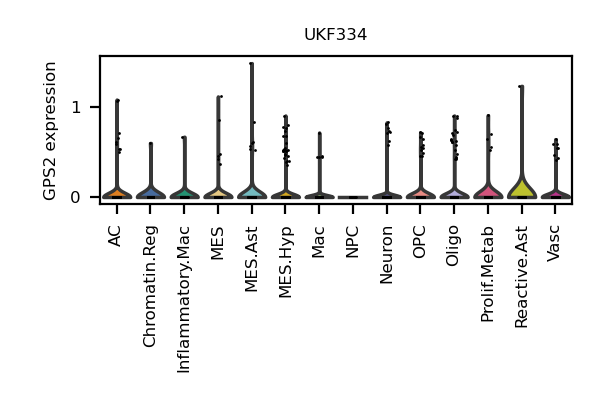 UKF334
GPS2 expression
1
0
AC
Chromatin.Reg
Inflammatory.Mac
MES
MES.Ast
MES.Hyp
Mac
NPC
Neuron
OPC
Oligo
Prolif.Metab
Reactive.Ast
Vasc